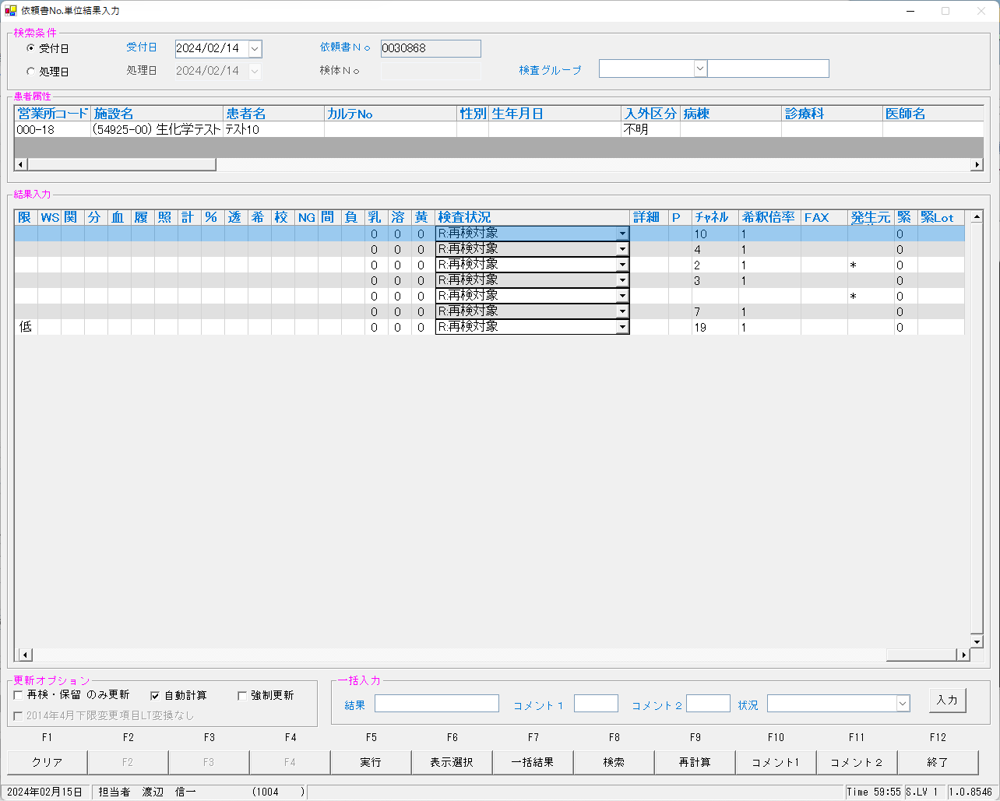 依頼書No.単位結果入力
検索条件
受付日 受付日 2024/02/14 依頼書Ｎｏ 0030868
処理日 処理日 2024/02/14 検体Ｎｏ 検査グループ
患者属性
営業所コード 施設名 患者名 カルテNo 性別 生年月日 入外区分 病棟 診療科 医師名
000-18 (54925-00) 生化学テスト ﾃｽﾄ10 不明
結果入力
限 WS 関 分 血 履 照 計 % 透 希 校 NG 間 負 乳 溶 黄 検査状況 詳細 P ﾁｬﾈﾙ 希釈倍率 FAX 発生元 緊 緊Lot
0 0 0 R:再検対象 10 1 0
0 0 0 R:再検対象 4 1 0
0 0 0 R:再検対象 2 1 * 0
0 0 0 R:再検対象 3 1 0
0 0 0 R:再検対象 * 0
0 0 0 R:再検対象 7 1 0
低 0 0 0 R:再検対象 19 1 0
更新オプション
再検・保留 のみ更新 自動計算 強制更新
2014年4月下限変更項目LT変換なし
一括入力
結果 コメント１ コメント２ 状況 入力
F1 F2 F3 F4 F5 F6 F7 F8 F9 F10 F11 F12
クリア F2 F3 F4 実行 表示選択 一括結果 検索 再計算 コメント1 コメント２ 終了
2024年02月15日 担当者 渡辺 信一 (1004 ) Time 59:55 S.LV 1 1.0.8546